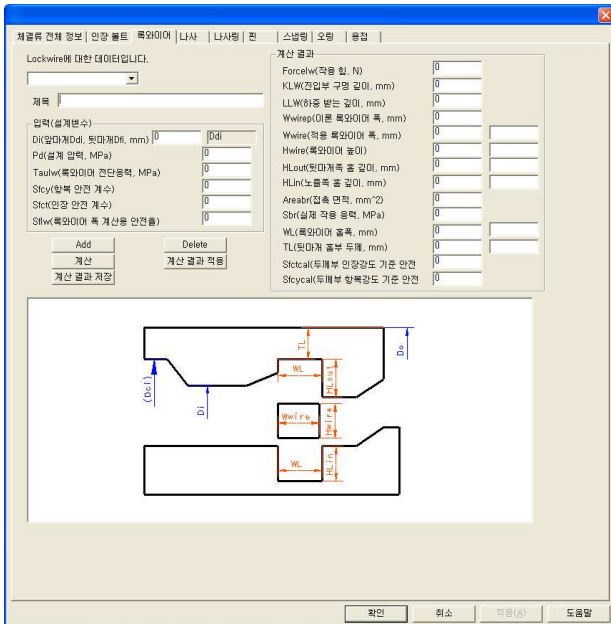 체결류 전체 정보 인장 볼트 록와이어 나사 나사링 핀 스냅링 오링 용접
Lockwire에 대한 데이터입니다.
제목
입력(설계변수)
Di(앞마개Ddi, 뒷마개Dfi, mm) 0 Ddi
Pd(설계 압력, MPa) 0
Taulw(록와이어 전단응력, MPa) 0
Sfcy(항복 안전 계수) 0
Sfct(인장 안전 계수) 0
Sflw(록와이어 폭 계산용 안전율) 0
Add Delete
계산 계산 결과 적용
계산 결과 저장
계산 결과
Forcelw(작용 힘, N) 0
KLW(진입부 구멍 깊이, mm) 0
LLW(하중 받는 깊이, mm) 0
Wwirep(이론 록와이어 폭, mm) 0
Wwire(적용 록와이어 폭, mm) 0
Hwire(록와이어 높이) 0
HLout(뒷마개족 홈 깊이, mm) 0
HLin(노즐족 홈 깊이, mm) 0
Areabr(접촉 면적, mm^2) 0
Sbr(실제 작용 응력, MPa) 0
WL(록와이어 홈폭, mm) 0
TL(뒷마개 홈부 두께, mm) 0
Sfctcal(두께부 인장강도 기준 안전 0
Sfcycal(두께부 항복강도 기준 안전 0
TL
Do
(Dcl)
WL
HLout
Di
Wwire
Hwire
WL
HLin
확인 취소 적용(A) 도움말